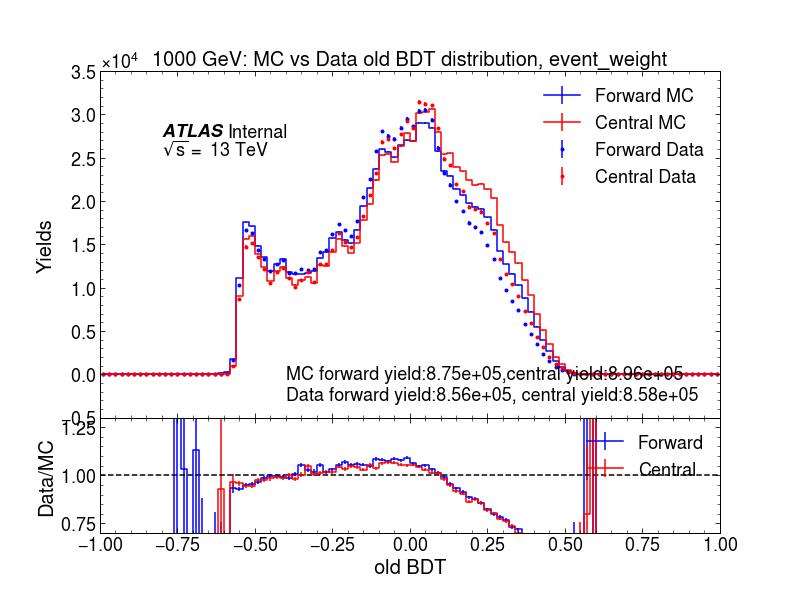 ×10⁴ 1000 GeV: MC vs Data old BDT distribution, event_weight
3.5
3.0
2.5
2.0
1.5
1.0
0.5
0.0
0.5
Yields
ATLAS Internal
√s = 13 TeV
Forward MC
Central MC
Forward Data
Central Data
MC forward yield:8.75e+05,central yield:8.96e+05
Data forward yield:8.56e+05, central yield:8.58e+05
1.25
1.00
0.75
Data/MC
Forward
Central
−1.00 −0.75 −0.50 −0.25 0.00 0.25 0.50 0.75 1.00
old BDT